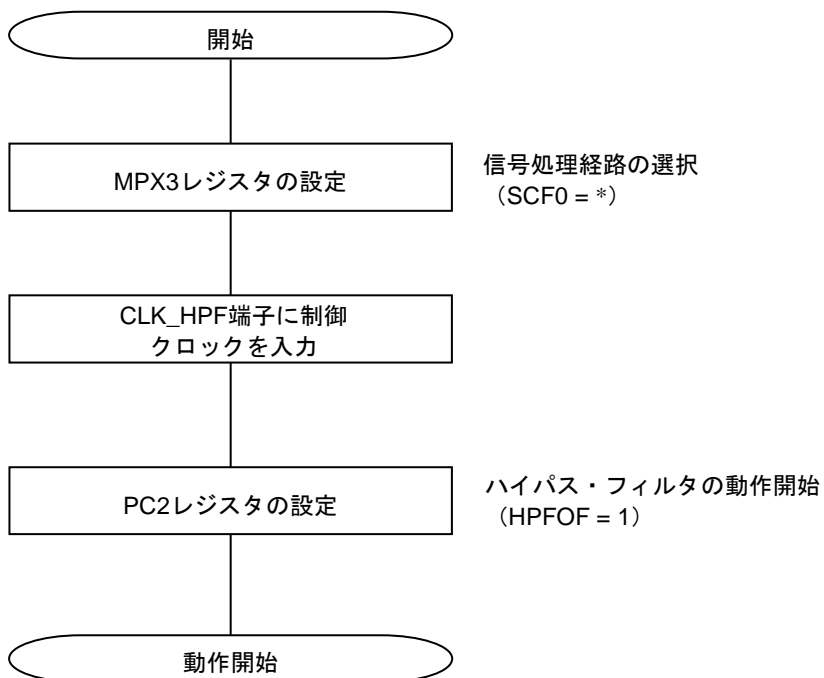 開始
MPX3レジスタの設定
信号処理経路の選択
（SCF0 = *）
CLK_HPF端子に制御
クロックを入力
PC2レジスタの設定
ハイパス・フィルタの動作開始
（HPFOF = 1）
動作開始